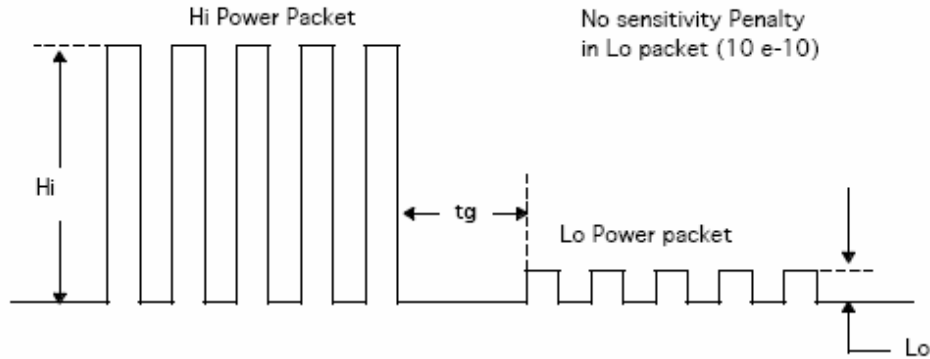 Hi Power Packet
No sensitivity Penalty
in Lo packet (10 e-10)
Hi
tg
Lo Power packet
Lo